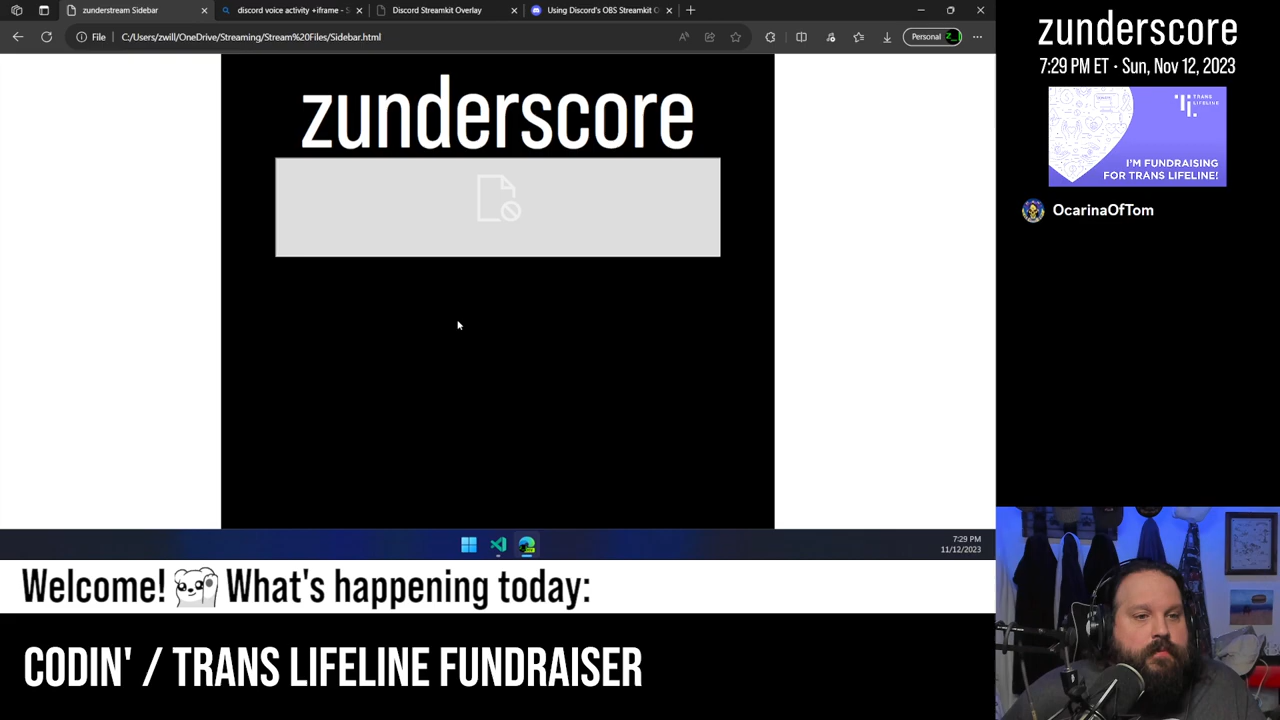 zunderstream Sidebar
discord voice activity +iframe - S
Discord Streamkit Overlay
Using Discord's OBS Streamkit O
File
C:/Users/zwill/OneDrive/Streaming/Stream%20Files/Sidebar.html
Personal
zunderscore
7:29 PM
11/12/2023
zunderscore
7:29 PM ET · Sun, Nov 12, 2023
TRANS
LIFELINE
I'M FUNDRAISING
FOR TRANS LIFELINE!
OcarinaOfTom
Welcome! What's happening today:
CODIN' / TRANS LIFELINE FUNDRAISER